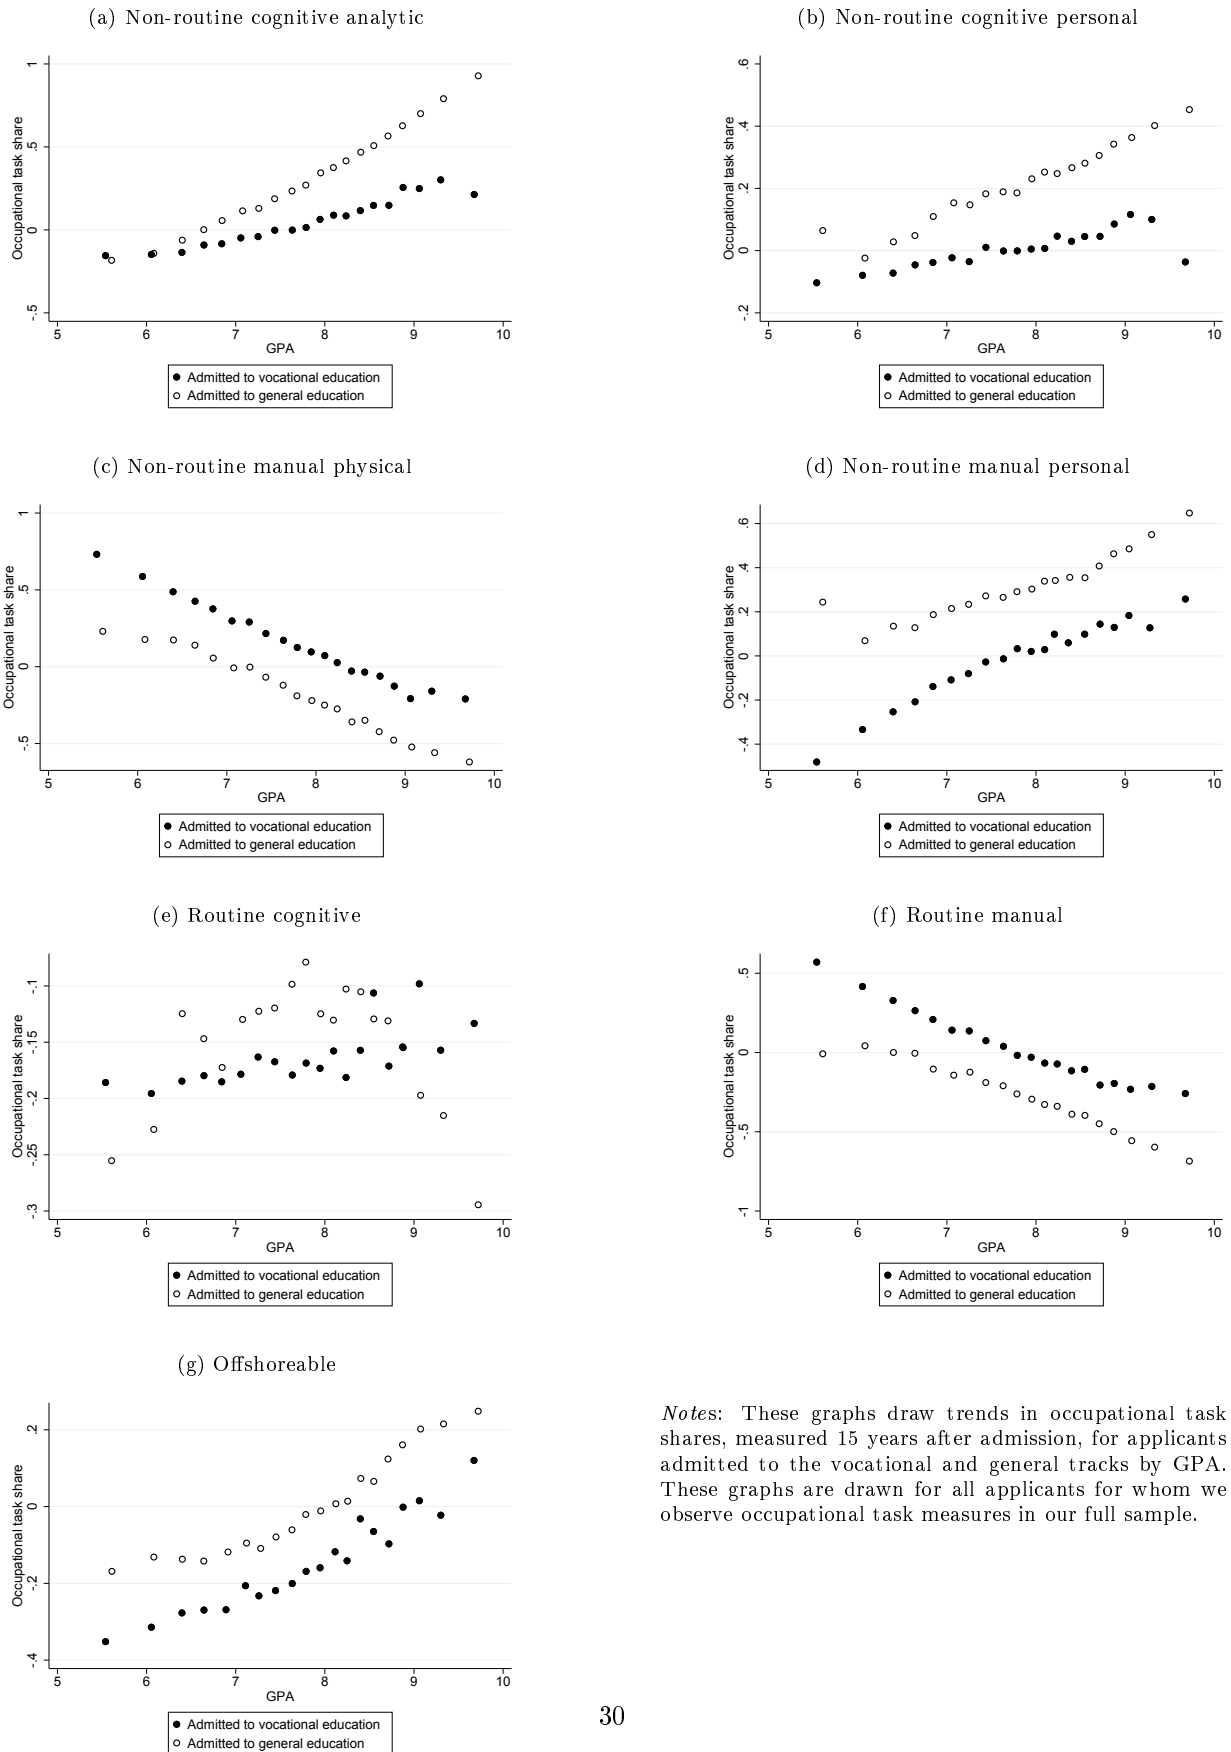 (a) Non-routine cognitive analytic
Occupational task share
1
.5
0
-.5
5 6 7 8 9 10
GPA
Admitted to vocational education
Admitted to general education
(b) Non-routine cognitive personal
Occupational task share
.6
.4
.2
0
-.2
5 6 7 8 9 10
GPA
Admitted to vocational education
Admitted to general education
(c) Non-routine manual physical
Occupational task share
1
.5
0
-.5
5 6 7 8 9 10
GPA
Admitted to vocational education
Admitted to general education
(d) Non-routine manual personal
Occupational task share
.6
.4
.2
0
-.2
-.4
5 6 7 8 9 10
GPA
Admitted to vocational education
Admitted to general education
(e) Routine cognitive
Occupational task share
-.1
-.15
-.2
-.25
-.3
5 6 7 8 9 10
GPA
Admitted to vocational education
Admitted to general education
(f) Routine manual
Occupational task share
.5
0
-.5
-1
5 6 7 8 9 10
GPA
Admitted to vocational education
Admitted to general education
(g) Offshoreable
Occupational task share
.2
0
-.2
-.4
5 6 7 8 9 10
GPA
Admitted to vocational education
Admitted to general education
Notes: These graphs draw trends in occupational task
shares, measured 15 years after admission, for applicants
admitted to the vocational and general tracks by GPA.
These graphs are drawn for all applicants for whom we
observe occupational task measures in our full sample.
30